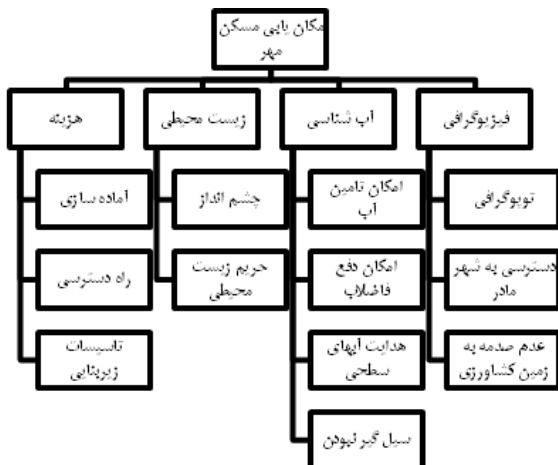 مکان یابی مسکن
مهر
فیزیوگرافی
آب شناسی
زیست محیطی
هزینه
توپوگرافی
دسترسی به شهر
مادر
عدم صدمه به
زمین کشاورزی
امکان تامین
آب
امکان دفع
فاضلاب
هدایت آبهای
سطحی
سیل گیر نبودن
چشم انداز
حریم زیست
محیطی
آماده سازی
راه دسترسی
تاسیسات
زیربنایی